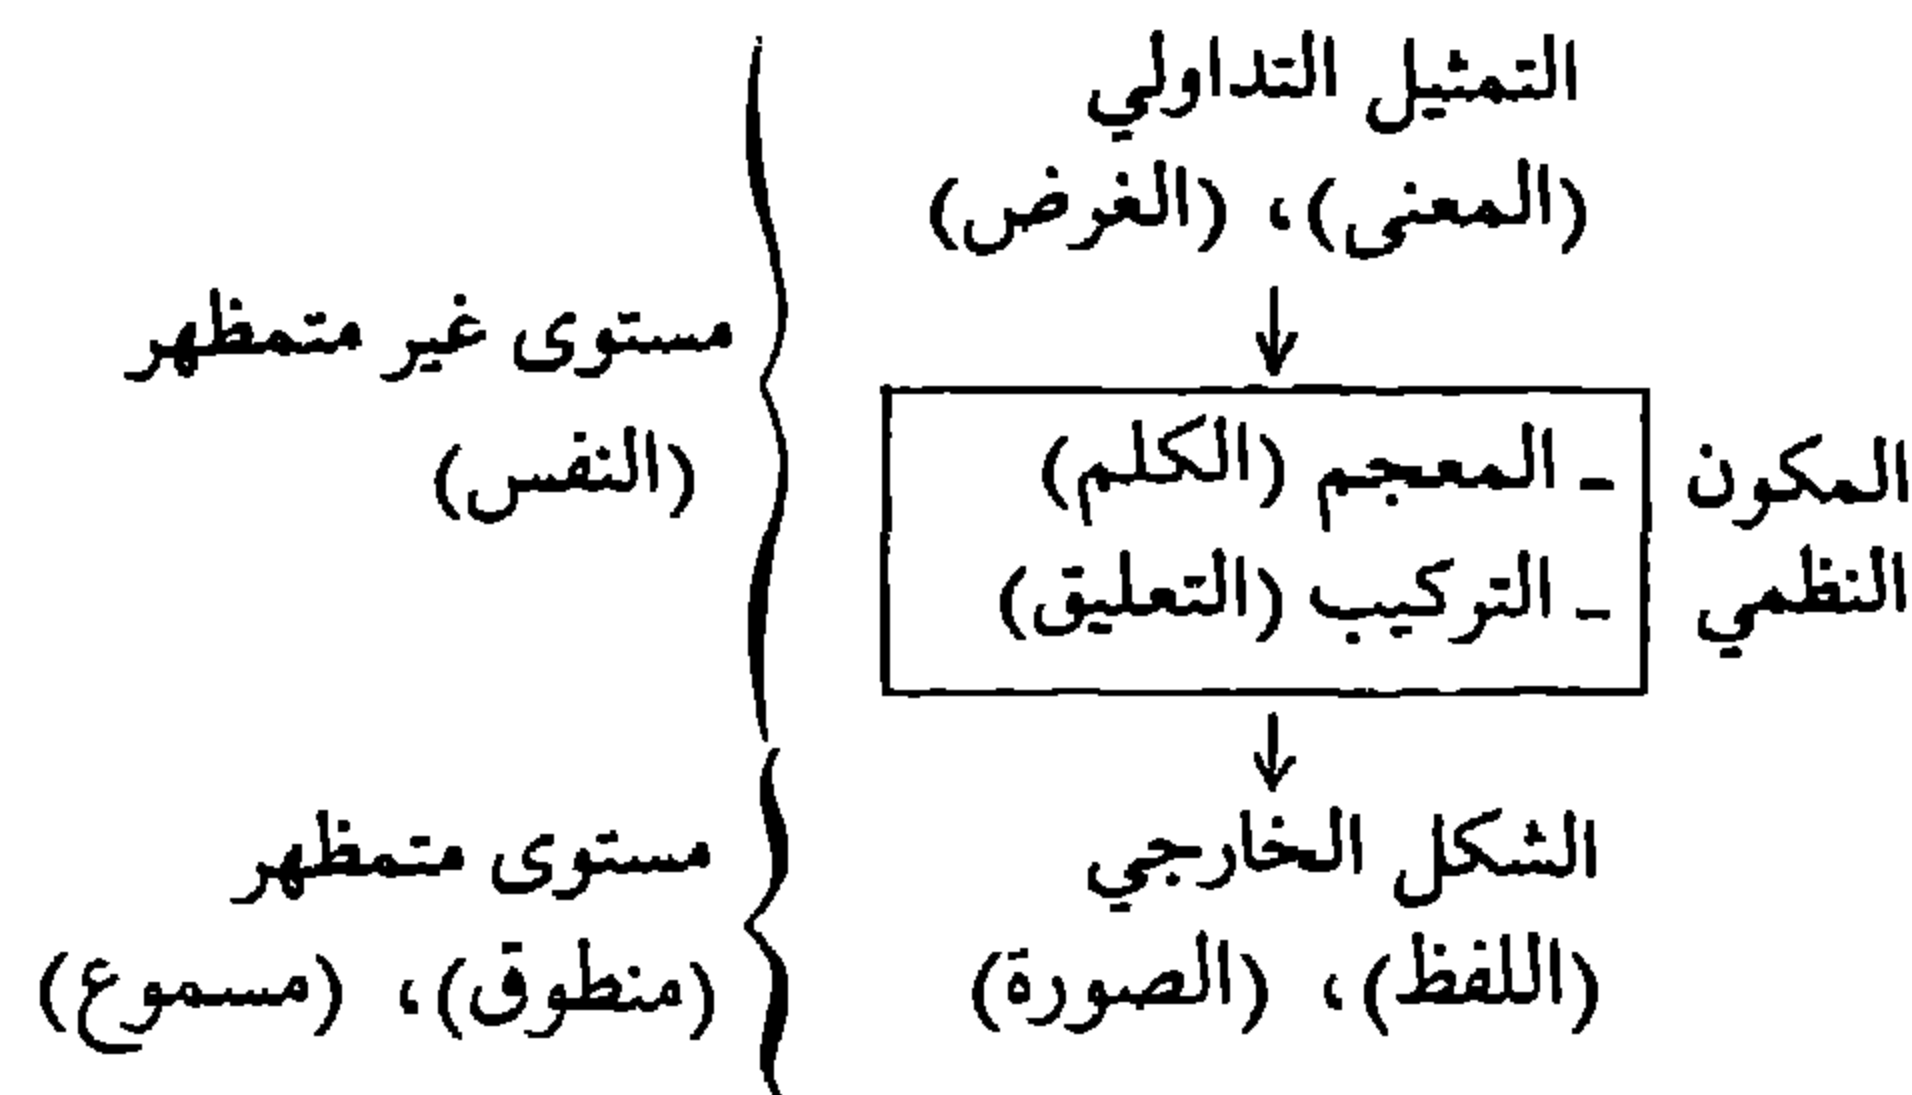 التمثيل التداولي
(المعنى)، (الغرض)
مستوى غير متمظهر
(النفس)
المكون
النظمي
ـ المعجم (الكلم)
ـ التركيب (التعليق)
الشكل الخارجي
(اللفظ)، (الصورة)
مستوى متمظهر
(منطوق)، (مسموع)